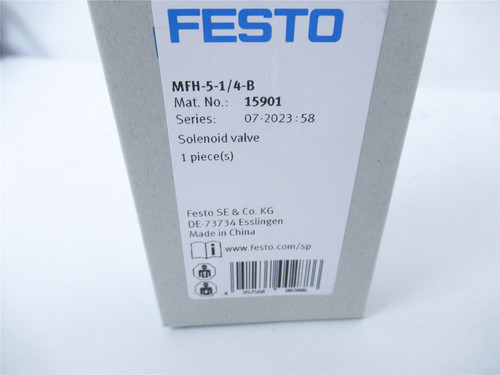 FESTO
MFH-5-1/4-B
Mat. No.: 15901
Series: 07-2023:58
Solenoid valve
1 piece(s)
Festo SE & Co. KG
DE-73734 Esslingen
Made in China
www.festo.com/sp
4